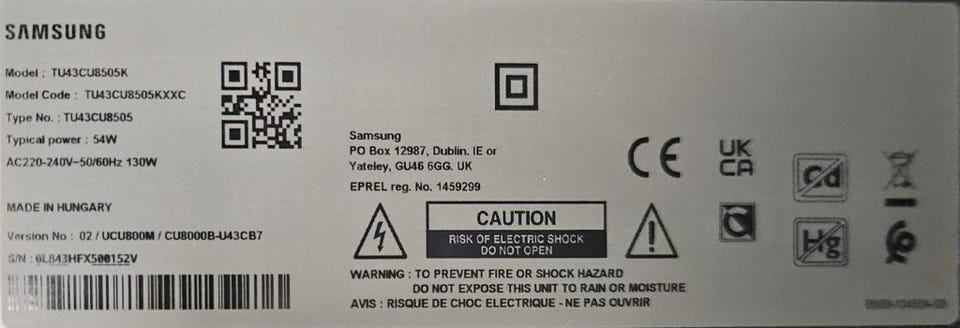 SAMSUNG
Model : TU43CU8505K
Model Code : TU43CU8505KXXC
Type No. : TU43CU8505
Typical power : 54W
AC220-240V~50/60Hz 130W
MADE IN HUNGARY
Version No : 02 / UCU800M / CU8000B-U43CB7
S/N : 0LB43HFX500152V
Samsung
PO Box 12987, Dublin. IE or
Yateley, GU46 6GG. UK
EPREL reg. No. 1459299
CAUTION
RISK OF ELECTRIC SHOCK
DO NOT OPEN
WARNING : TO PREVENT FIRE OR SHOCK HAZARD
DO NOT EXPOSE THIS UNIT TO RAIN OR MOISTURE
AVIS : RISQUE DE CHOC ELECTRIQUE - NE PAS OUVRIR
CE
UK
CA
Cd
Hg